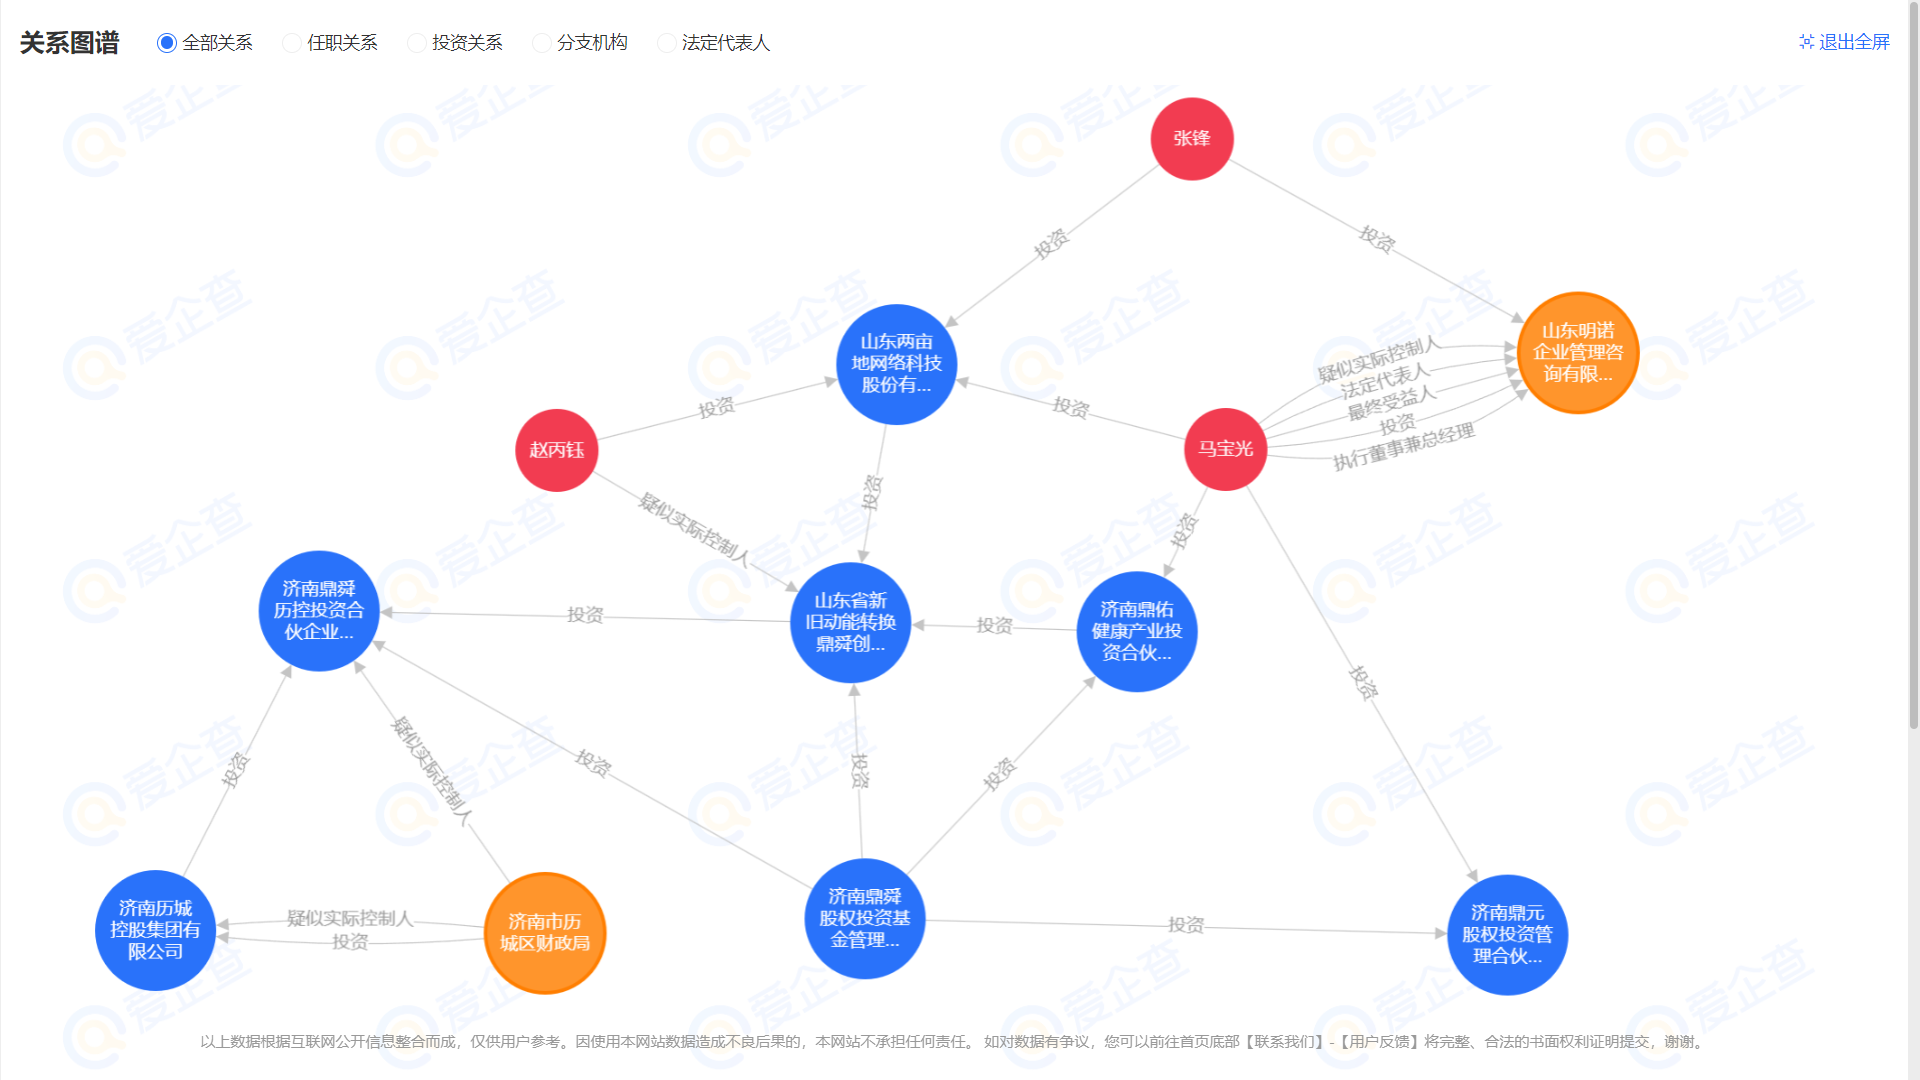 关系图谱
全部关系
任职关系
投资关系
分支机构
法定代表人
退出全屏
张锋
投资
投资
山东两亩
地网络科技
股份有...
山东明诺
企业管理咨
询有限...
疑似实际控制人
法定代表人
最终受益人
投资
执行董事兼总经理
投资
投资
赵丙钰
马宝光
投资
疑似实际控制人
投资
济南鼎舜
历控投资合
伙企业...
投资
山东省新
旧动能转换
鼎舜创...
投资
济南鼎佑
健康产业投
资合伙...
投资
投资
疑似实际控制人
投资
投资
投资
济南历城
控股集团有
限公司
疑似实际控制人
投资
济南市历
城区财政局
济南鼎舜
股权投资基
金管理...
投资
济南鼎元
股权投资管
理合伙...
以上数据根据互联网公开信息整合而成，仅供用户参考。因使用本网站数据造成不良后果的，本网站不承担任何责任。 如对数据有争议，您可以前往首页底部【联系我们】-【用户反馈】将完整、合法的书面权利证明提交，谢谢。
爱企查